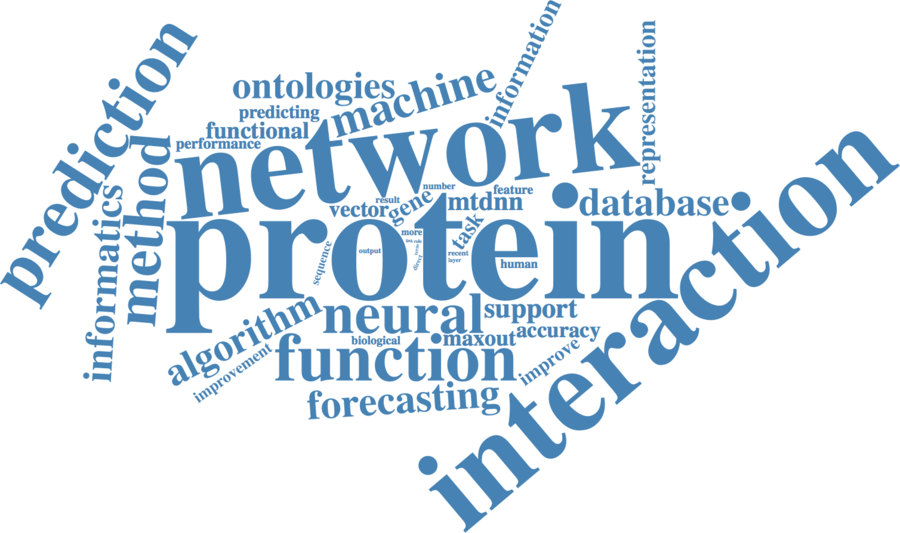 prediction
information
representation
ontologies
machine
predicting
functional
performance
network
method
informatics
number
result
gene
feature
vector
mtdnn
database
interaction
protein
more
task
sequence
output
recent
layer
human
algorithm
neural
support
accuracy
biological
maxout
improve
improvement
function
forecasting